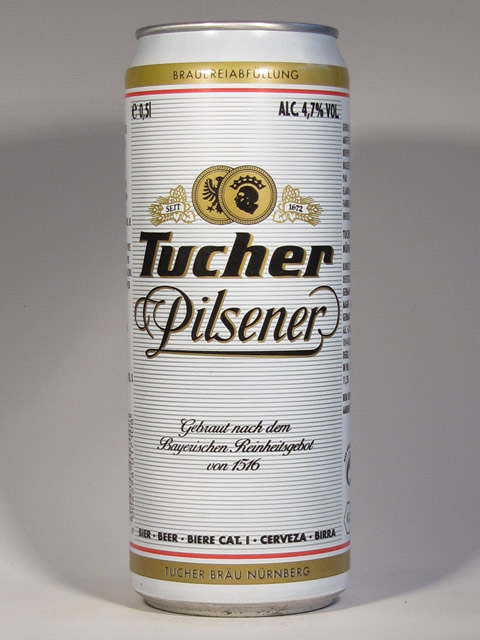 BRAUEREIABFÜLLUNG
℮ 0,5l ALC. 4,7% VOL.
SEIT 1672
Tucher
Pilsener
Gebraut nach dem
Bayerischen Reinheitsgebot
von 1516
BIER · BEER · BIERE CAT. I · CERVEZA · BIRRA
TUCHER BRÄU NÜRNBERG